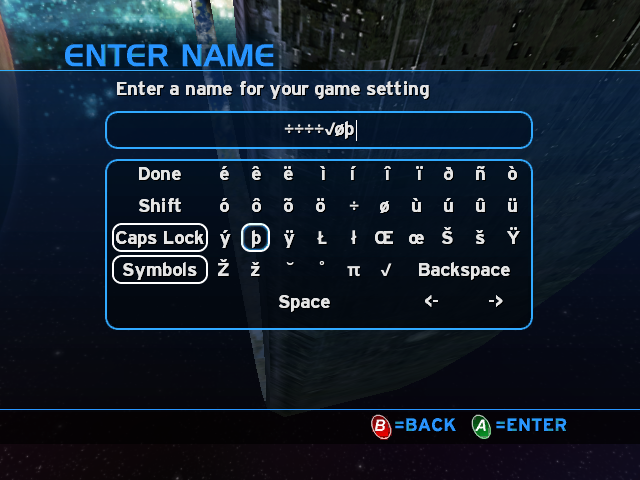 ENTER NAME
Enter a name for your game setting
÷÷÷÷√øþ
Done é ê ë ì í î ï ð ñ ò
Shift ó ô õ ö ÷ ø ù ú û ü
Caps Lock ý þ ÿ Ł ł Œ œ Š š Ÿ
Symbols Ž ž ˘ ° π √ Backspace
Space <- ->
B =BACK A =ENTER